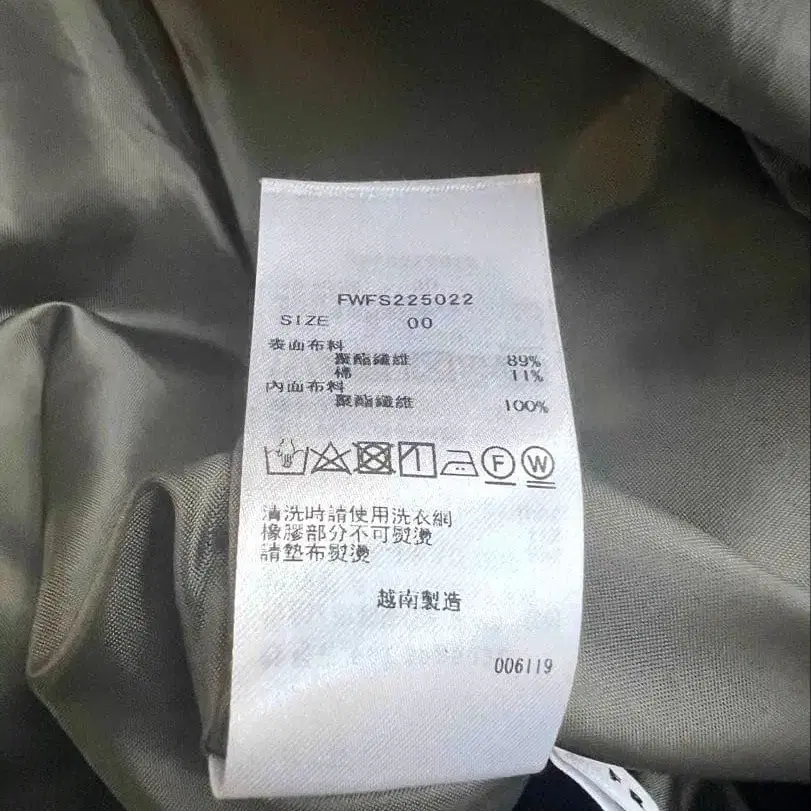 FWFS225022
SIZE 00
表面布料
聚酯纖維 89%
棉 11%
內面布料
聚酯纖維 100%
F W
清洗時請使用洗衣網
橡膠部分不可熨燙
請墊布熨燙
越南製造
006119